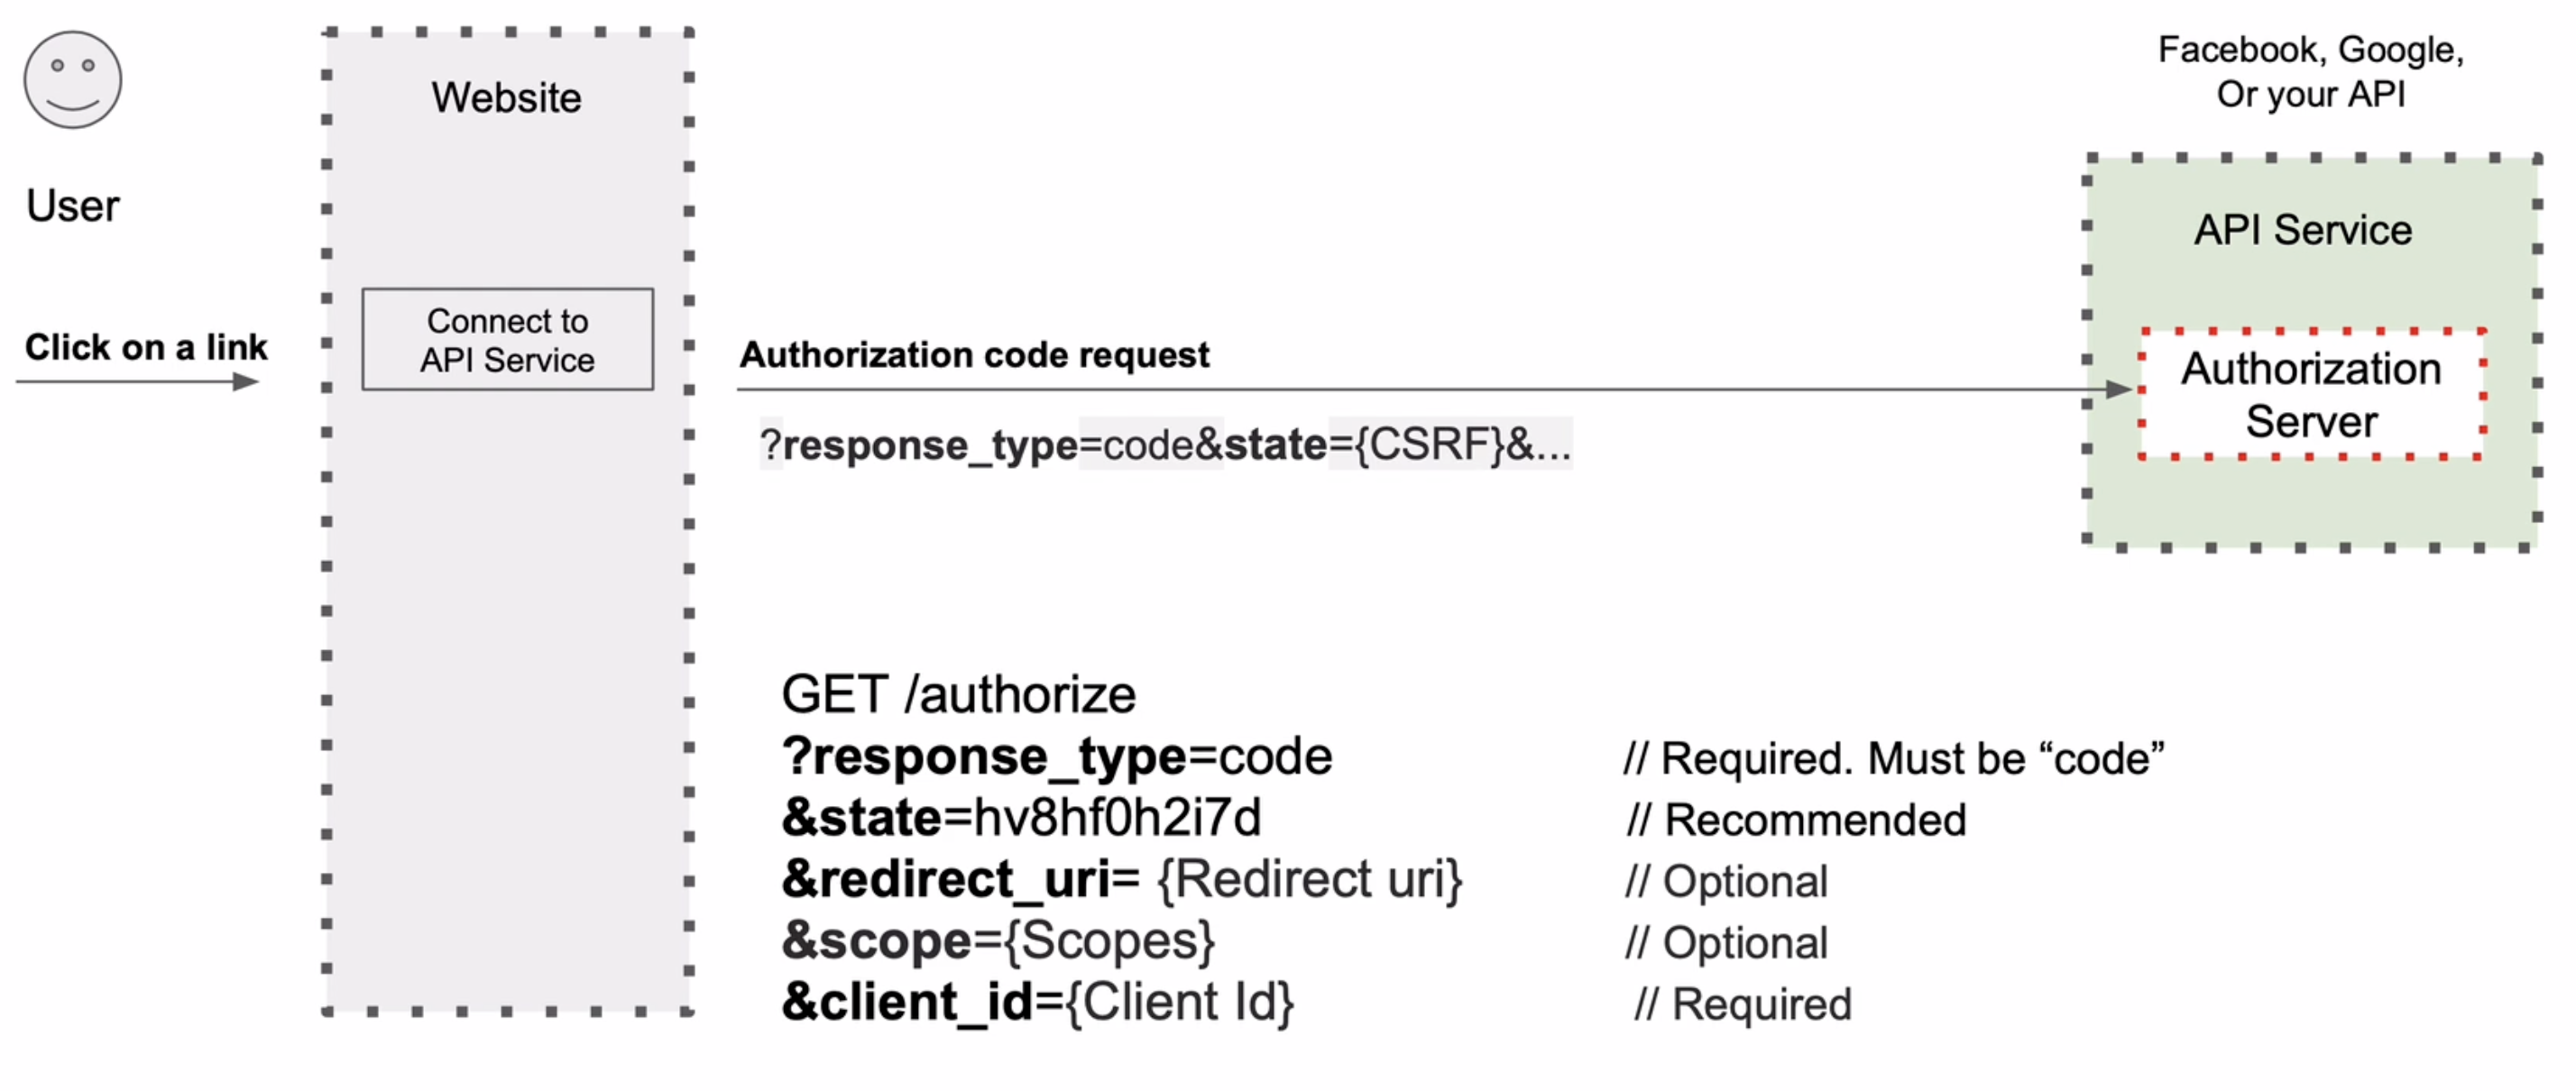 User
Click on a link
Website
Connect to
API Service
Authorization code request
?response_type=code&state={CSRF}&...
Facebook, Google,
Or your API
API Service
Authorization
Server
GET /authorize
?response_type=code // Required. Must be “code”
&state=hv8hf0h2i7d // Recommended
&redirect_uri= {Redirect uri} // Optional
&scope={Scopes} // Optional
&client_id={Client Id} // Required